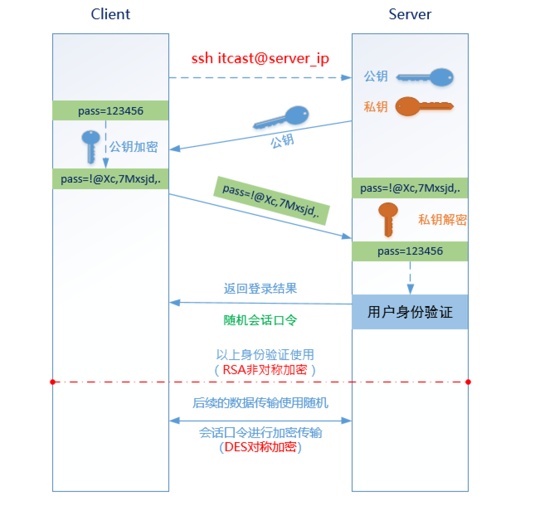 Client
Server
ssh itcast@server_ip
公钥
私钥
pass=123456
公钥
公钥加密
pass=!@Xc,7Mxsjd,.
pass=!@Xc,7Mxsjd,.
pass=!@Xc,7Mxsjd,.
私钥解密
pass=123456
返回登录结果
用户身份验证
随机会话口令
以上身份验证使用
（RSA非对称加密）
后续的数据传输使用随机
会话口令进行加密传输
(DES对称加密)